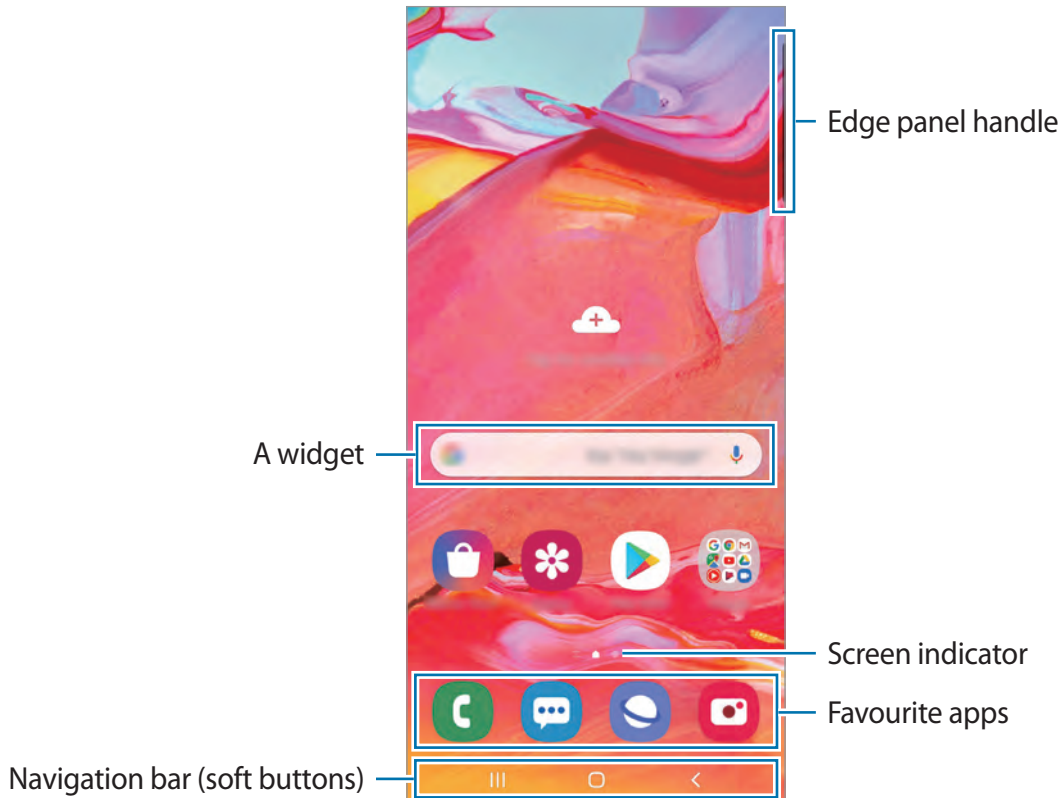 Edge panel handle
A widget
Screen indicator
Favourite apps
Navigation bar (soft buttons)